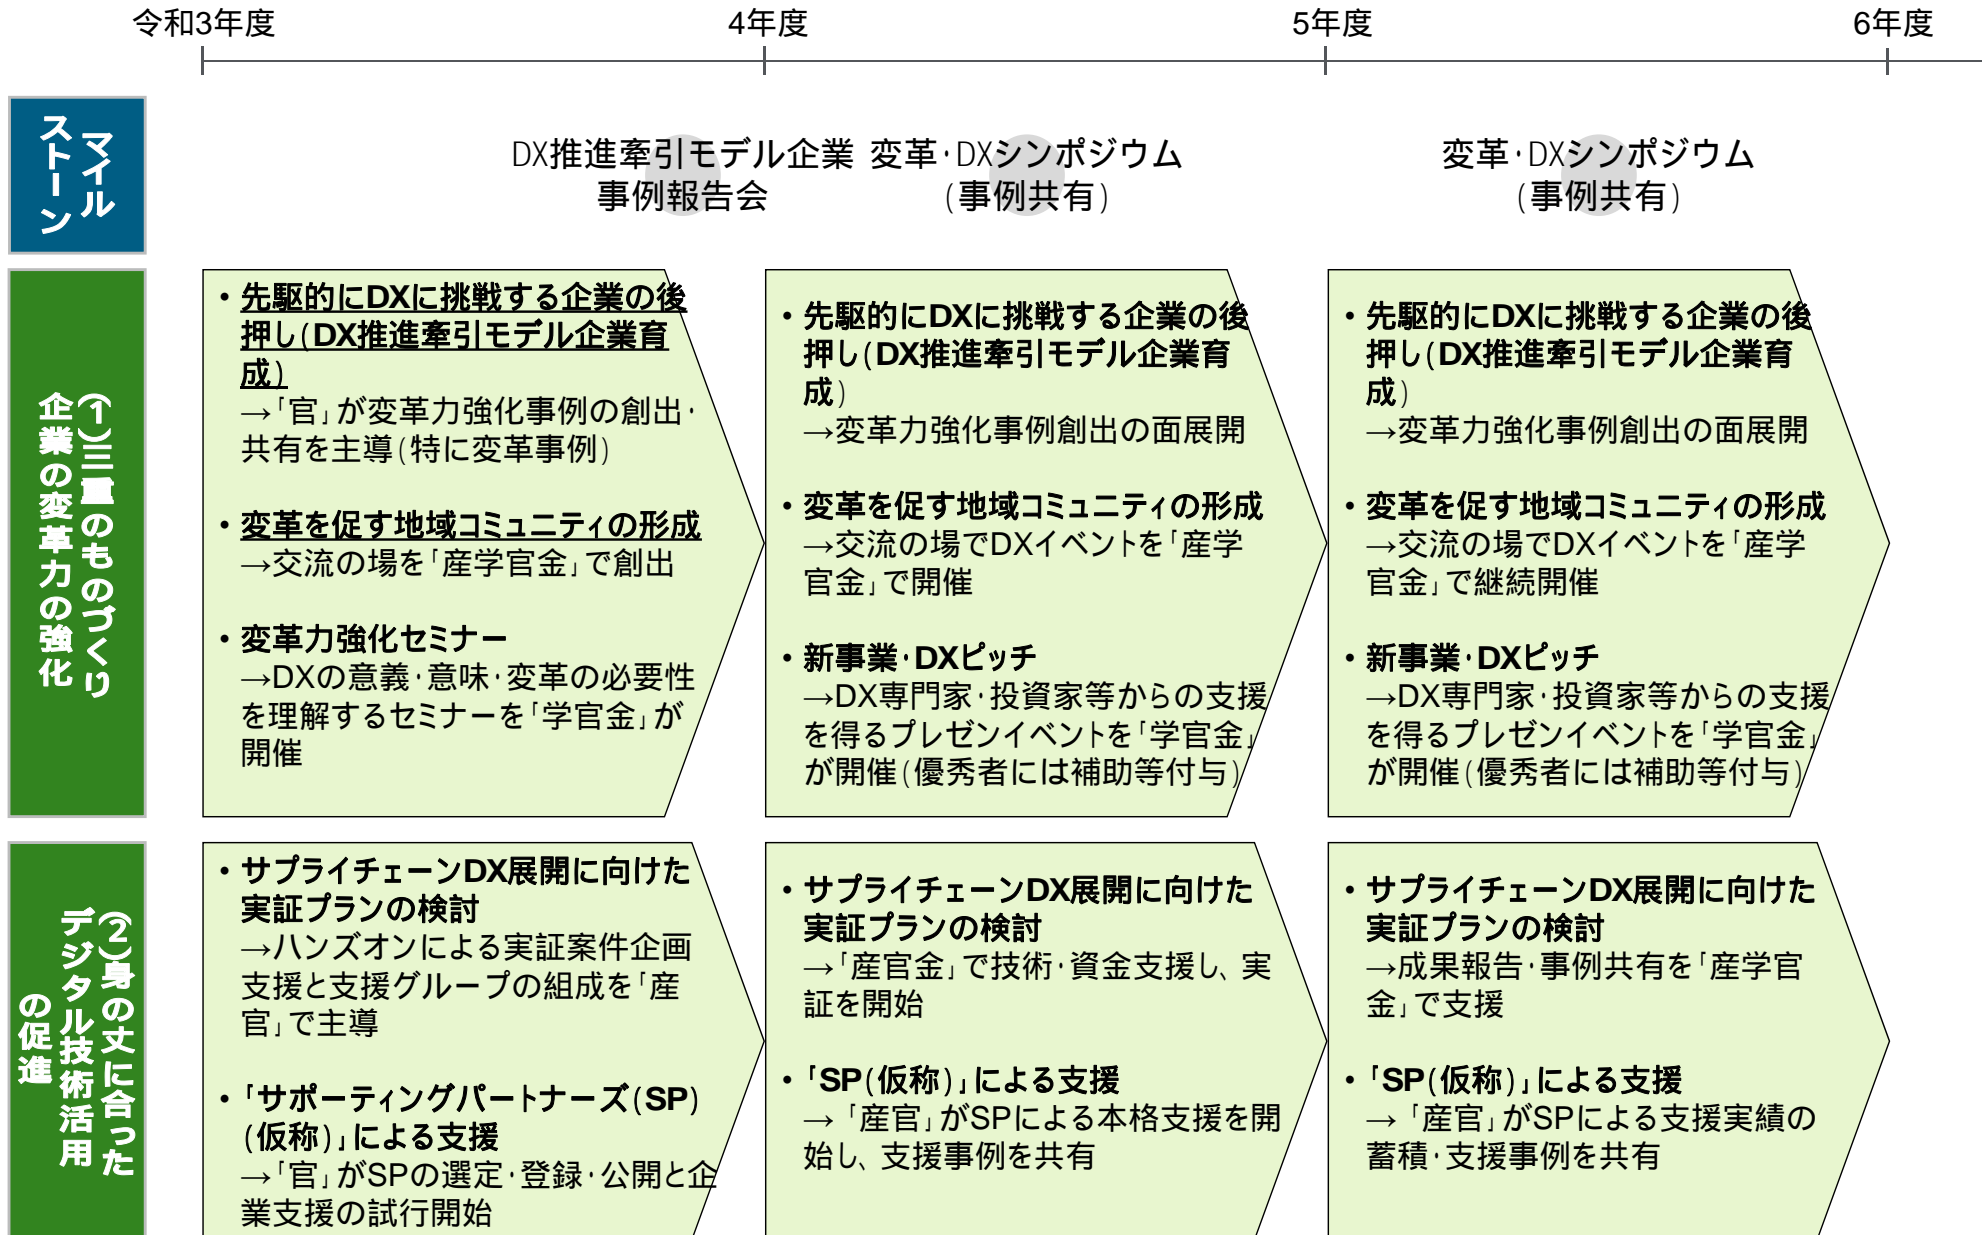 令和3年度
4年度
5年度
6年度
マイル
ストーン
DX推進牽引モデル企業
事例報告会
変革・DXシンポジウム
(事例共有)
変革・DXシンポジウム
(事例共有)
(1)三重のものづくり
企業の変革力の強化
・先駆的にDXに挑戦する企業の後
押し(DX推進牽引モデル企業育
成)
→「官」が変革力強化事例の創出・
共有を主導(特に変革事例)
・変革を促す地域コミュニティの形成
→交流の場を「産学官金」で創出
・変革力強化セミナー
→DXの意義・意味・変革の必要性
を理解するセミナーを「学官金」が
開催
・先駆的にDXに挑戦する企業の後
押し(DX推進牽引モデル企業育
成)
→変革力強化事例創出の面展開
・変革を促す地域コミュニティの形成
→交流の場でDXイベントを「産学
官金」で開催
・新事業・DXピッチ
→DX専門家・投資家等からの支援
を得るプレゼンイベントを「学官金」
が開催(優秀者には補助等付与)
・先駆的にDXに挑戦する企業の後
押し(DX推進牽引モデル企業育
成)
→変革力強化事例創出の面展開
・変革を促す地域コミュニティの形成
→交流の場でDXイベントを「産学
官金」で継続開催
・新事業・DXピッチ
→DX専門家・投資家等からの支援
を得るプレゼンイベントを「学官金」
が開催(優秀者には補助等付与)
(2)身の丈に合った
デジタル技術活用
の促進
・サプライチェーンDX展開に向けた
実証プランの検討
→ハンズオンによる実証案件企画
支援と支援グループの組成を「産
官」で主導
・「サポーティングパートナーズ(SP)
(仮称)」による支援
→「官」がSPの選定・登録・公開と企
業支援の試行開始
・サプライチェーンDX展開に向けた
実証プランの検討
→「産官金」で技術・資金支援し、実
証を開始
・「SP(仮称)」による支援
→「産官」がSPによる本格支援を開
始し、支援事例を共有
・サプライチェーンDX展開に向けた
実証プランの検討
→成果報告・事例共有を「産学官
金」で支援
・「SP(仮称)」による支援
→「産官」がSPによる支援実績の
蓄積・支援事例を共有